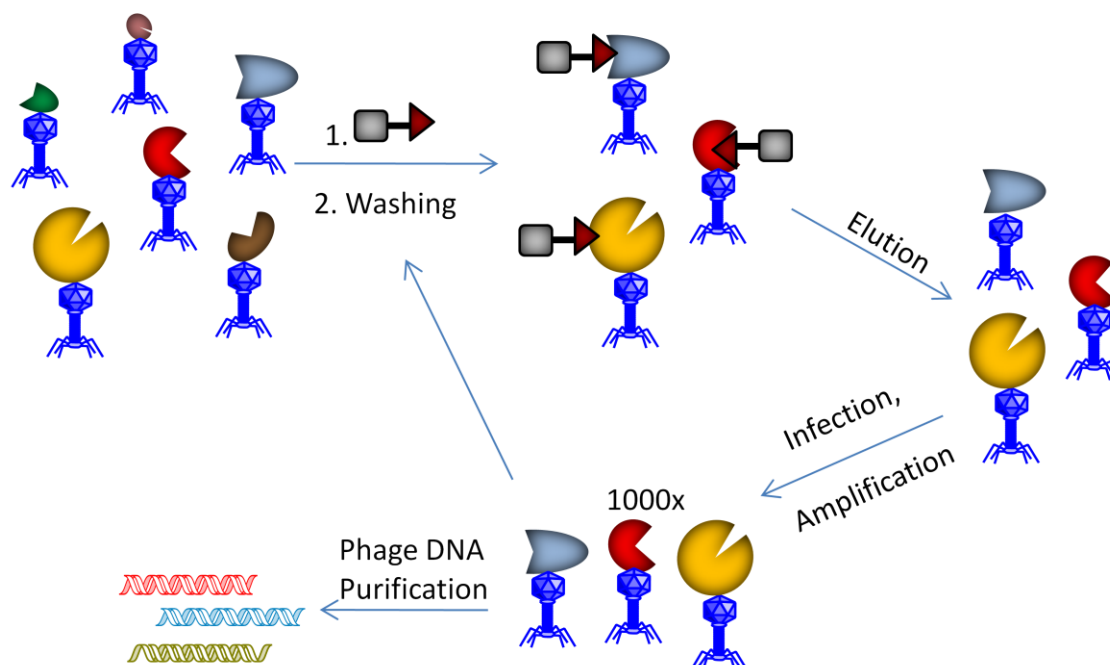 1.
2. Washing
Elution
Infection,
Amplification
1000x
Phage DNA
Purification